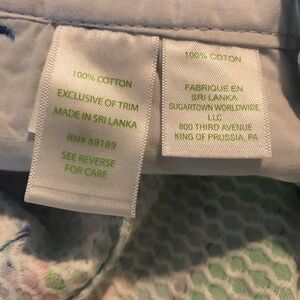 100% COTTON
EXCLUSIVE OF TRIM
MADE IN SRI LANKA
RN# 88189
SEE REVERSE
FOR CARE
100% COTON
FABRIQUE EN
SRI LANKA
SUGARTOWN WORLDWIDE
LLC
800 THIRD AVENUE
KING OF PRUSSIA, PA